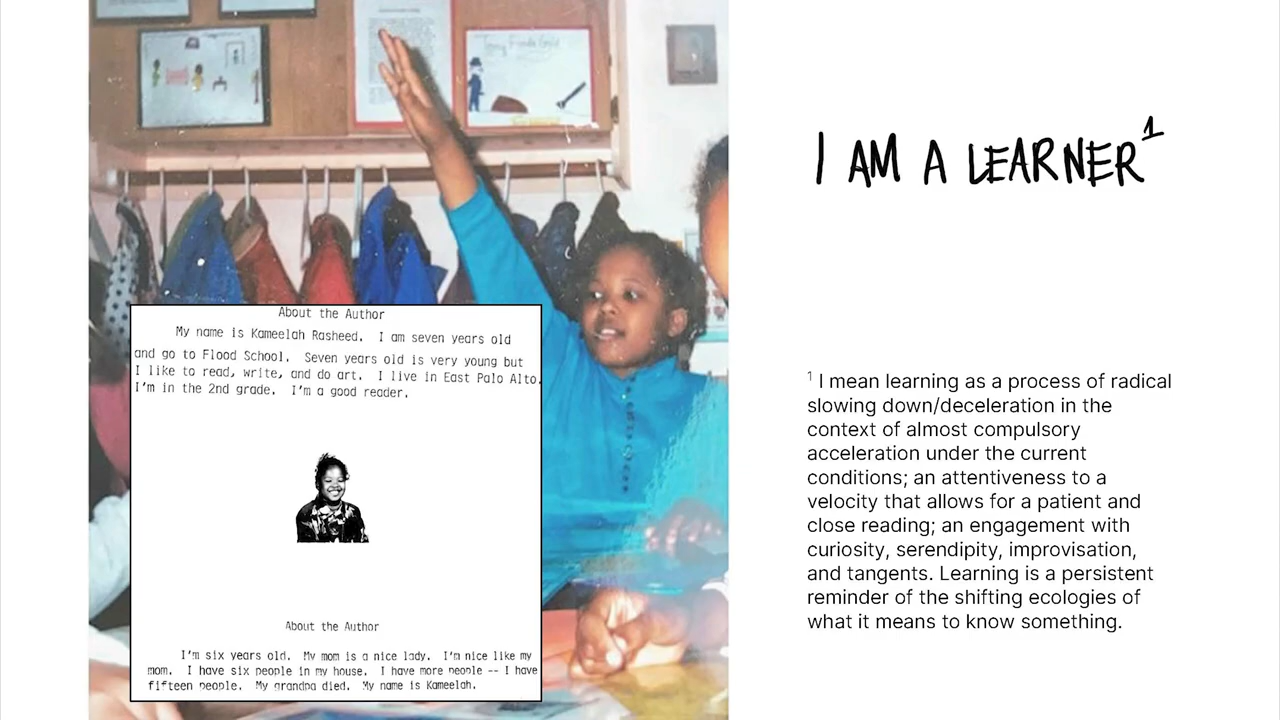 About the Author
My name is Kameelah Rasheed. I am seven years old
and go to Flood School. Seven years old is very young but
I like to read, write, and do art. I live in East Palo Alto.
I'm in the 2nd grade. I'm a good reader.
About the Author
I'm six years old. My mom is a nice lady. I'm nice like my
mom. I have six people in my house. I have more people -- I have
fifteen people. My grandpa died. My name is Kameelah.
I AM A LEARNER¹
¹ I mean learning as a process of radical
slowing down/deceleration in the
context of almost compulsory
acceleration under the current
conditions; an attentiveness to a
velocity that allows for a patient and
close reading; an engagement with
curiosity, serendipity, improvisation,
and tangents. Learning is a persistent
reminder of the shifting ecologies of
what it means to know something.